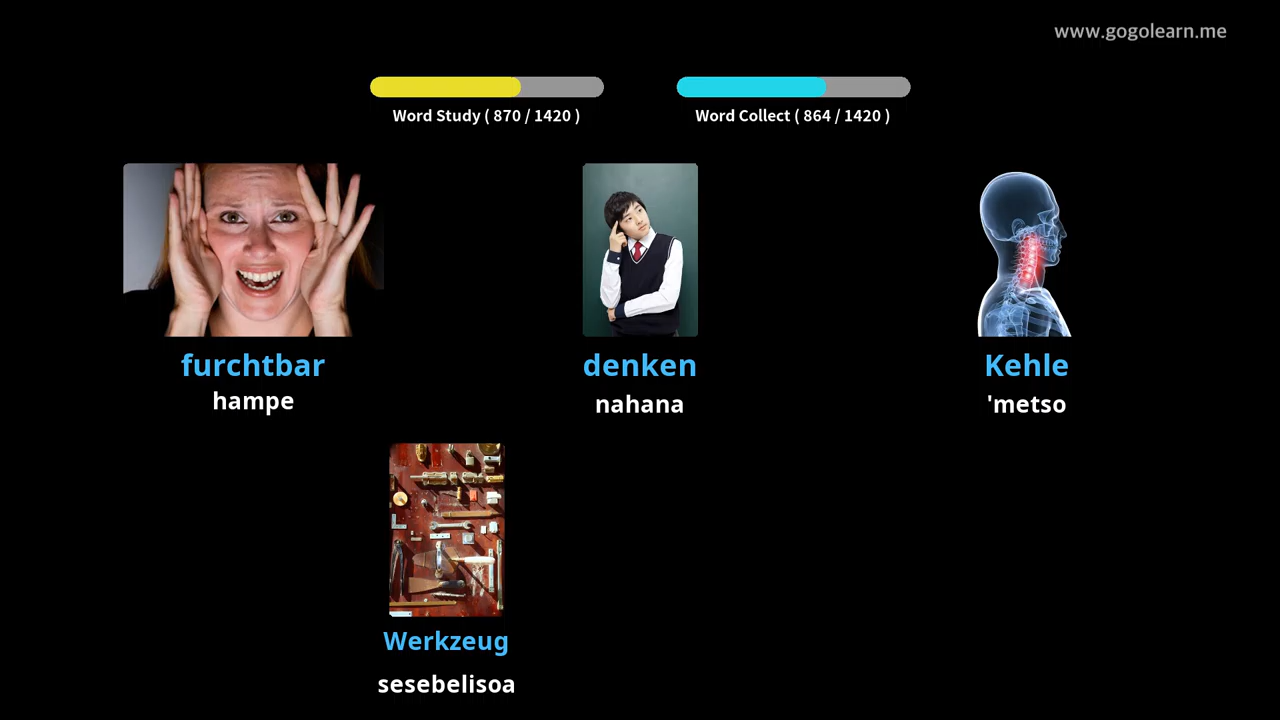 www.gogolearn.me
Word Study ( 870 / 1420 )
Word Collect ( 864 / 1420 )
furchtbar
hampe
denken
nahana
Kehle
'metso
Werkzeug
sesebelisoa